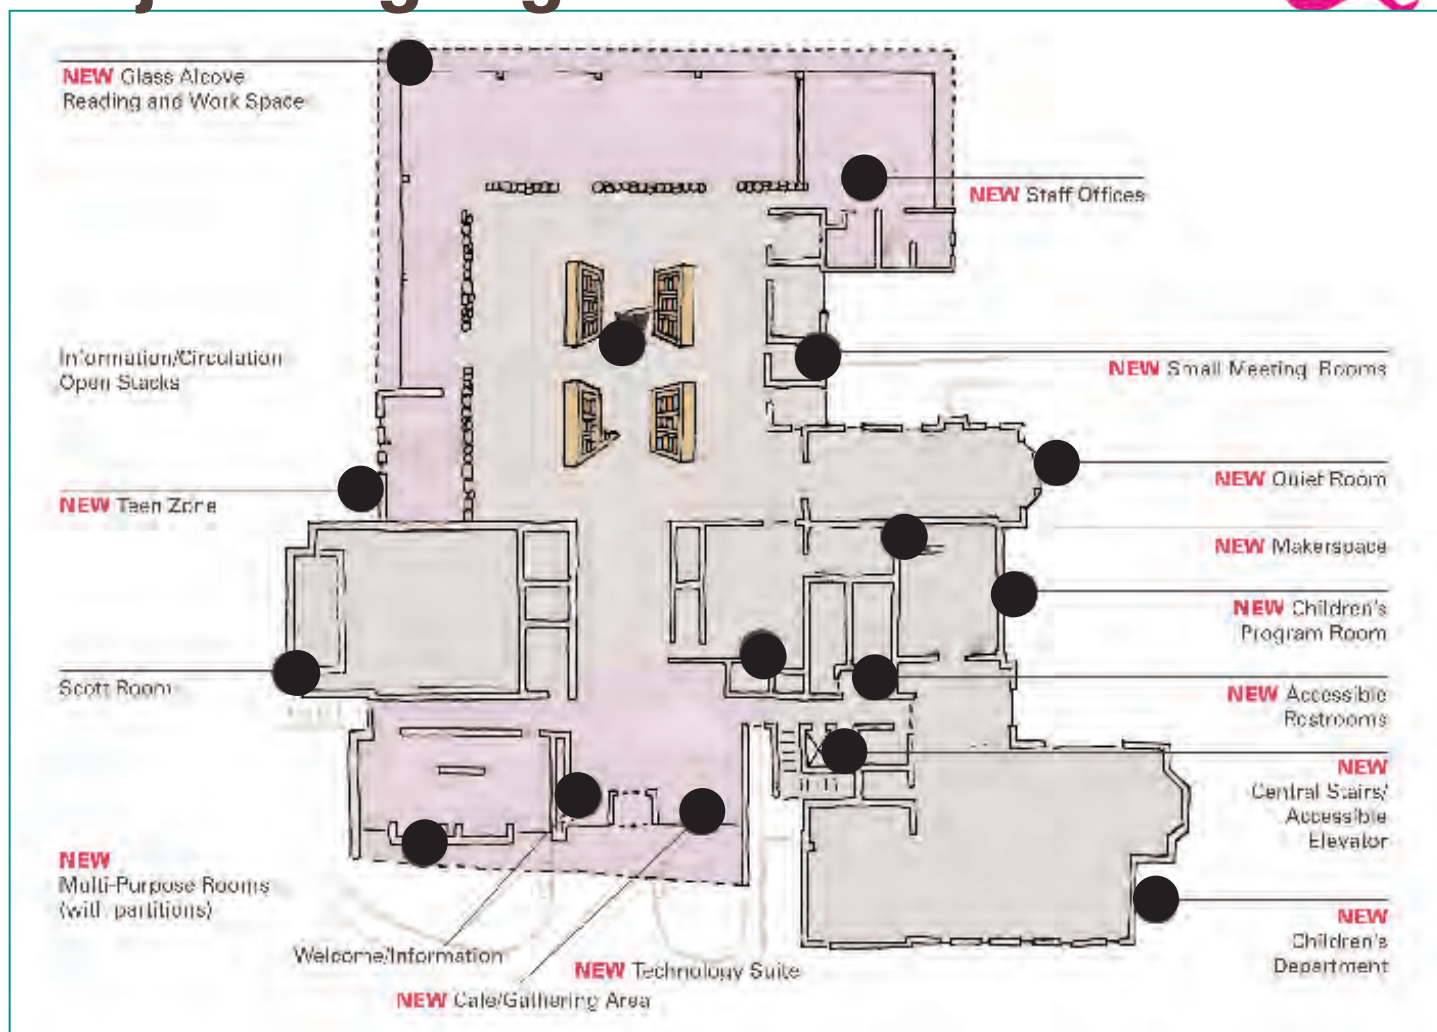 NEW Glass Alcove
Reading and Work Space
NEW Staff Offices
Information/Circulation
Open Stacks
NEW Small Meeting Rooms
NEW Quiet Room
NEW Teen Zone
NEW Makerspace
NEW Children's
Program Room
Scott Room
NEW Accessible
Restrooms
NEW
Central Stairs/
Accessible
Elevator
NEW
Multi-Purpose Rooms
(with partitions)
NEW
Children's
Department
Welcome/Information
NEW Technology Suite
NEW Cafe/Gathering Area